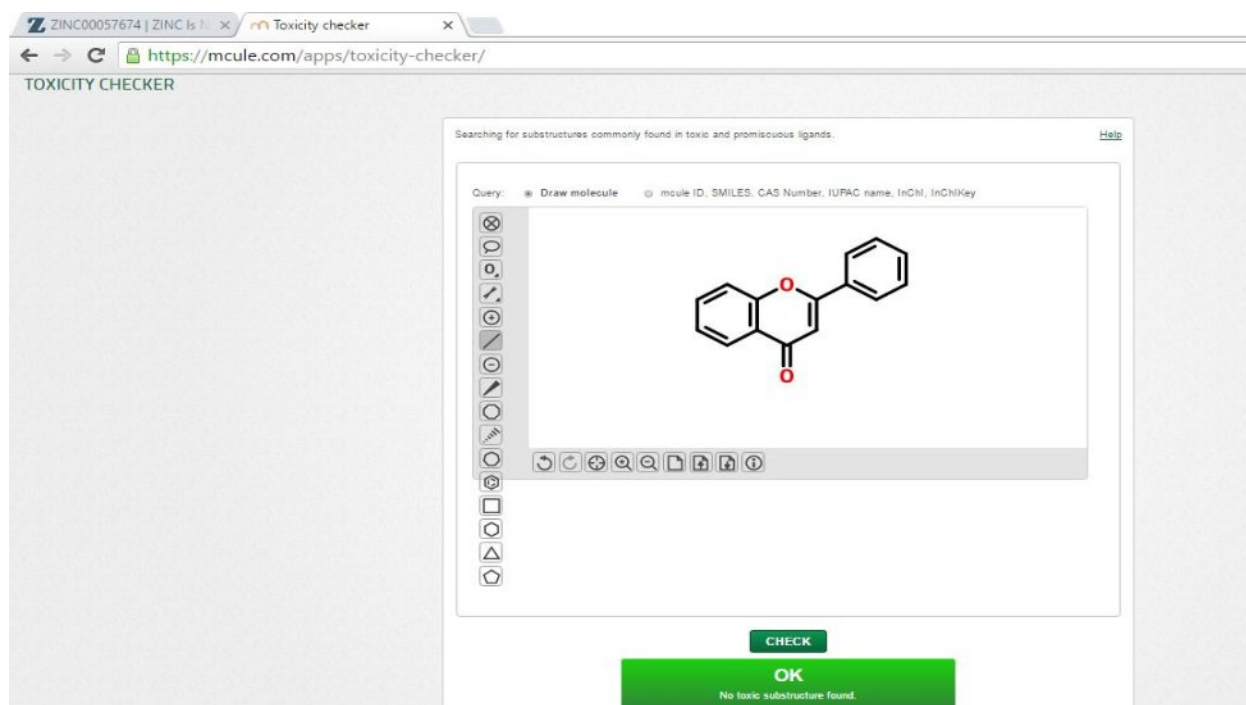 ZINC00057674 | ZINC Is
Toxicity checker
https://mcule.com/apps/toxicity-checker/
TOXICITY CHECKER
Searching for substructures commonly found in toxic and promiscuous ligands.
Help
Query: Draw molecule mcule ID, SMILES, CAS Number, IUPAC name, InChI, InChIKey
O
O
O
CHECK
OK
No toxic substructure found.